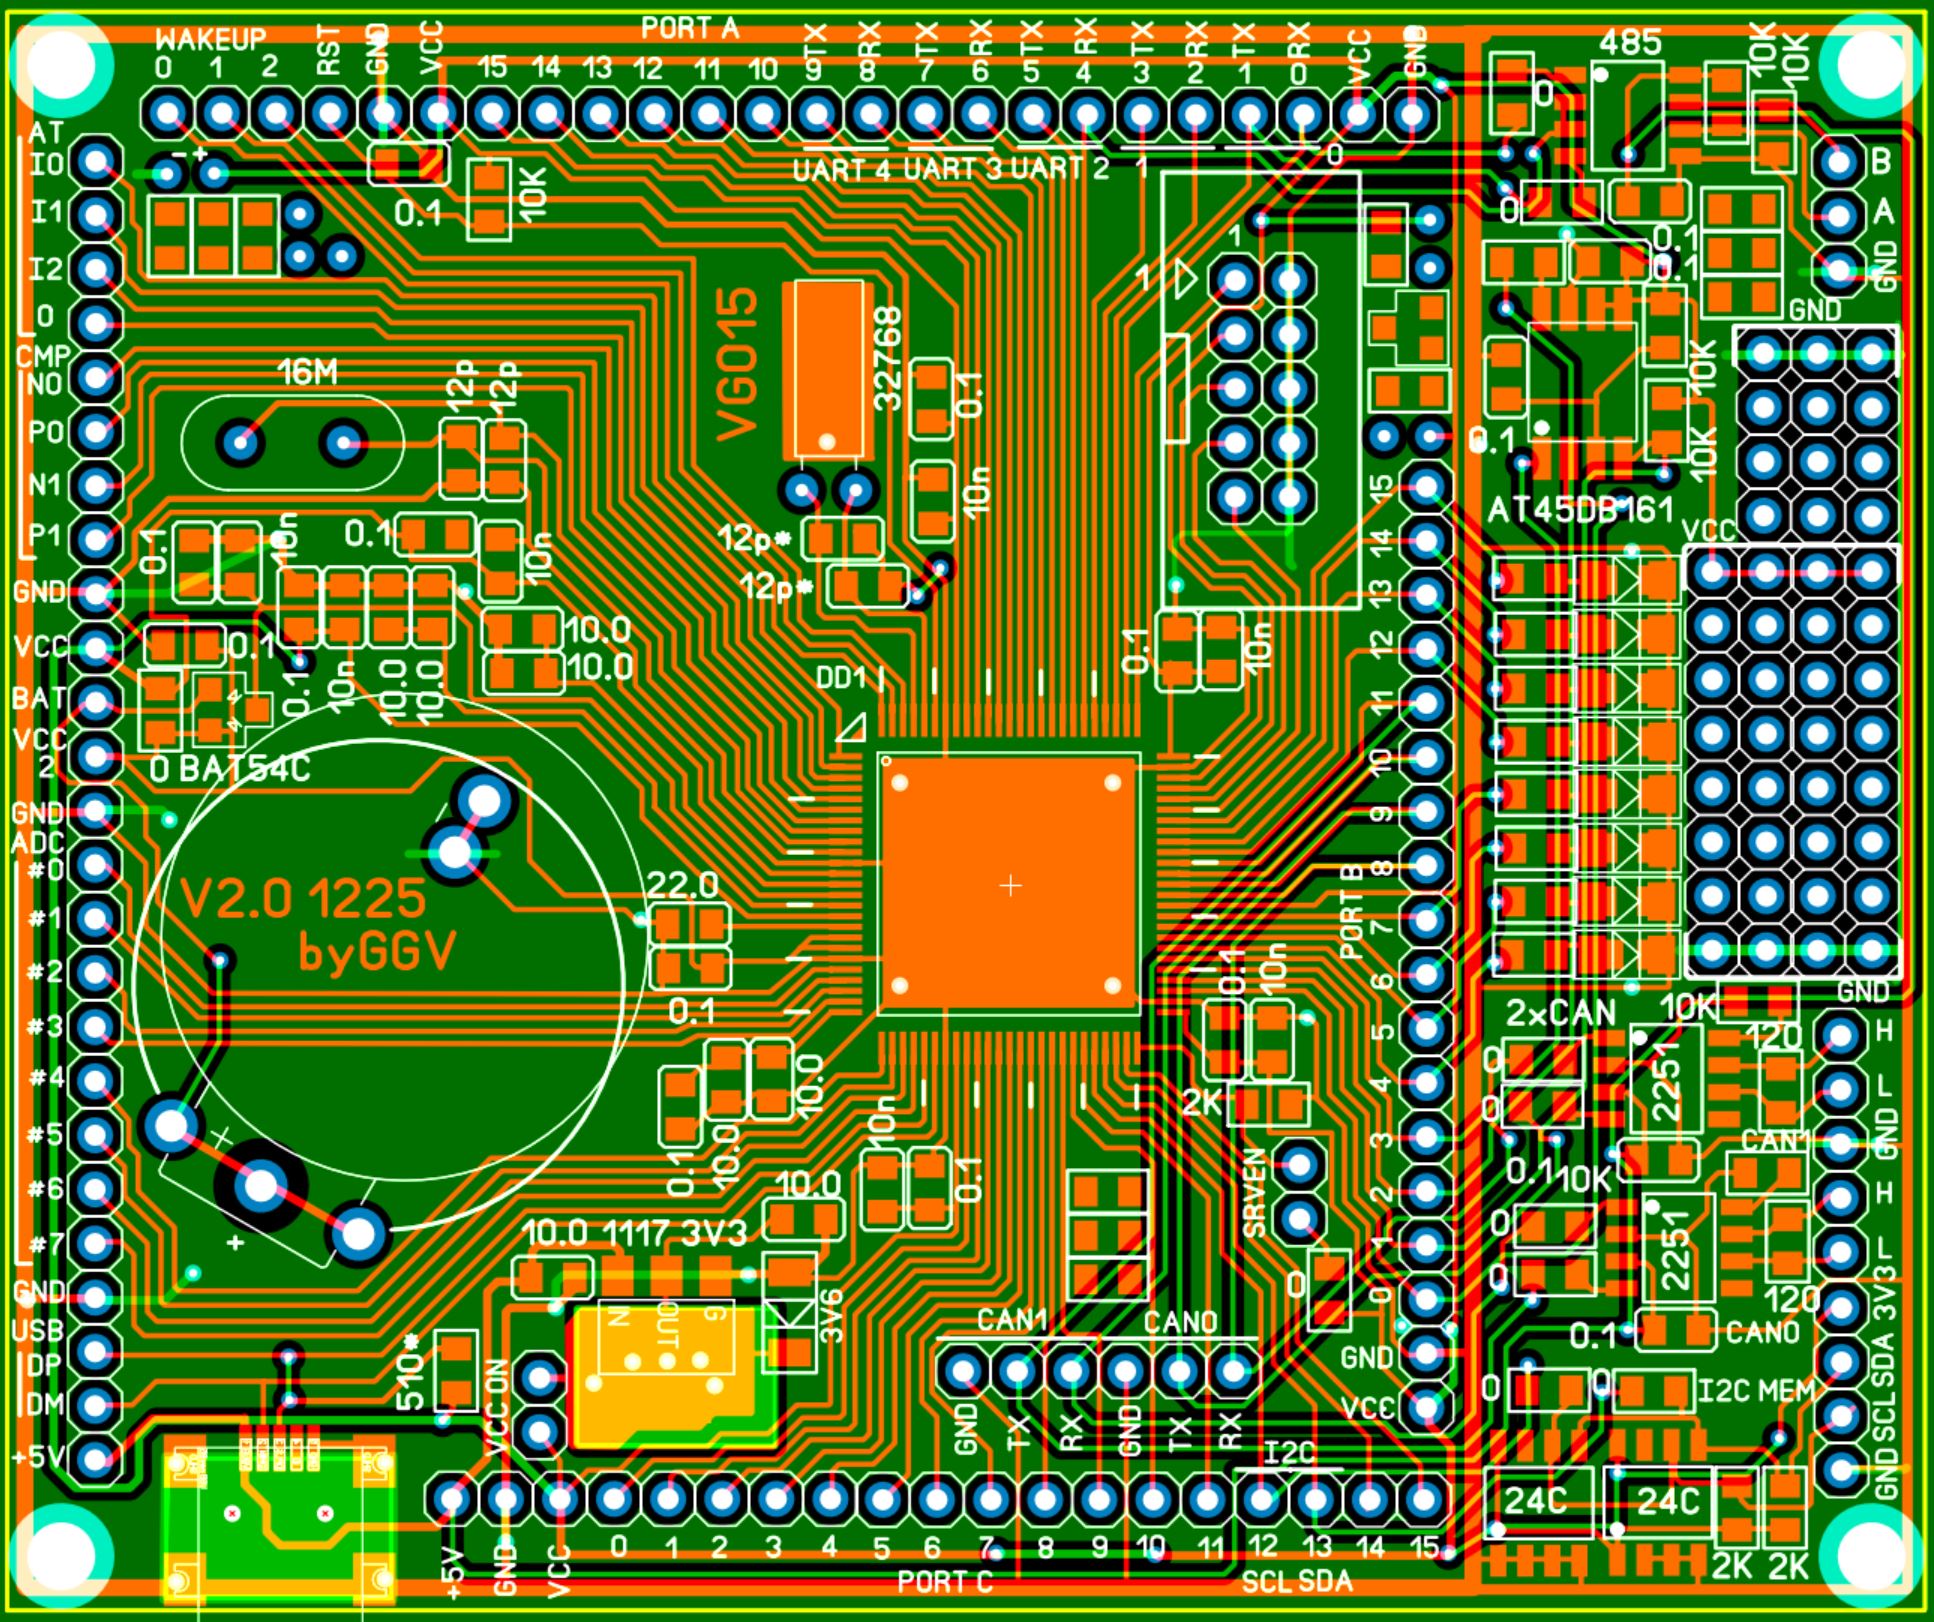 PORT A
WAKEUP
0 1 2 RST GND VCC 15 14 13 12 11 10 9 8 7 6 5 4 3 2 1 0 VCC GND
TX RX TX RX TX RX TX RX TX RX
UART 4 UART 3 UART 2 1 0
- +
0.1
10K
AT
I0
I1
I2
0
CMP
N0
P0
N1
P1
GND
VCC
BAT
VCC
2
GND
ADC
#0
#1
#2
#3
#4
#5
#6
#7
GND
USB
DP
DM
+5V
16M
12p
12p
VG015
32768
0.1
10n
12p*
12p*
0.1
10n
0.1
10n
10.0
10.0
0.1
0.1
10n
10.0
10.0
0 BAT54C
DD1
1
1
0.1
10n
V2.0 1225
byGGV
22.0
0.1
+
+
0.1
10.0
10.0
10n
0.1
10.0
10.0 1117 3V3
IN
OUT
G
3V6
510*
VCC ON
0.1
10n
2K
SRVEN
0
CAN1
CAN0
GND TX RX GND TX RX
I2C
+5V GND VCC 0 1 2 3 4 5 6 7 8 9 10 11 12 13 14 15
PORT C
SCL SDA
15
14
13
12
11
10
9
8
7
6
5
4
3
2
1
0
GND
VCC
PORT B
485
0
10K
10K
B
A
GND
0
0.1
0.1
GND
10K
10K
0.1
AT45DB161
VCC
GND
2xCAN
10K
120
0
0
2251
H
L
GND
CAN1
0.1
10K
0
0
2251
H
L
120
0.1
CAN0
3V3
SDA
SCL
GND
0
0
I2C MEM
24C
24C
2K 2K